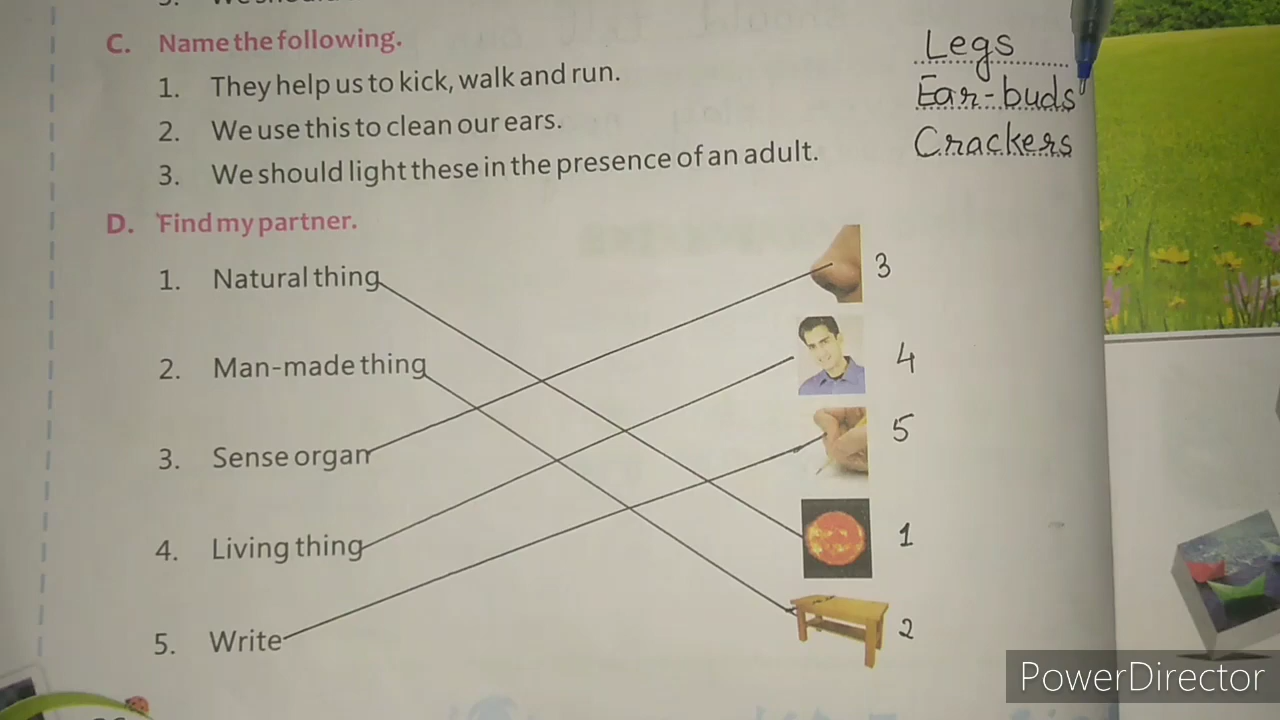 C. Name the following.
1. They help us to kick, walk and run. Legs
2. We use this to clean our ears. Ear-buds
3. We should light these in the presence of an adult. Crackers
D. Find my partner.
1. Natural thing 3
2. Man-made thing 4
3. Sense organ 5
4. Living thing 1
5. Write 2
PowerDirector